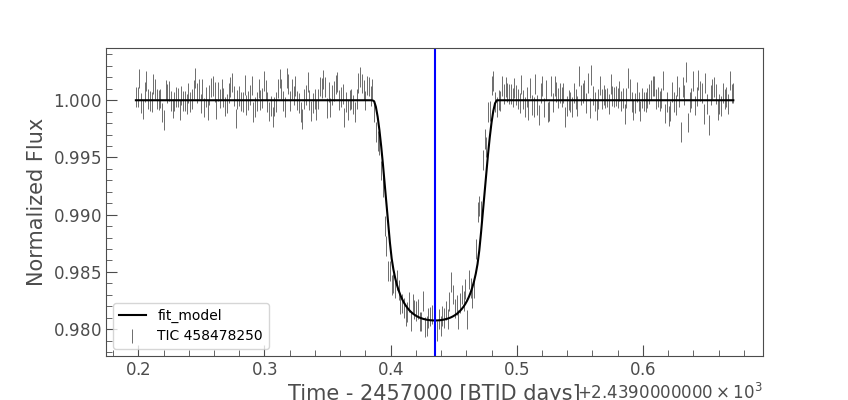 Normalized Flux
1.000
0.995
0.990
0.985
0.980
fit_model
TIC 458478250
0.2 0.3 0.4 0.5 0.6
Time - 2457000 [BTJD days]
+2.4390000000 × 10³